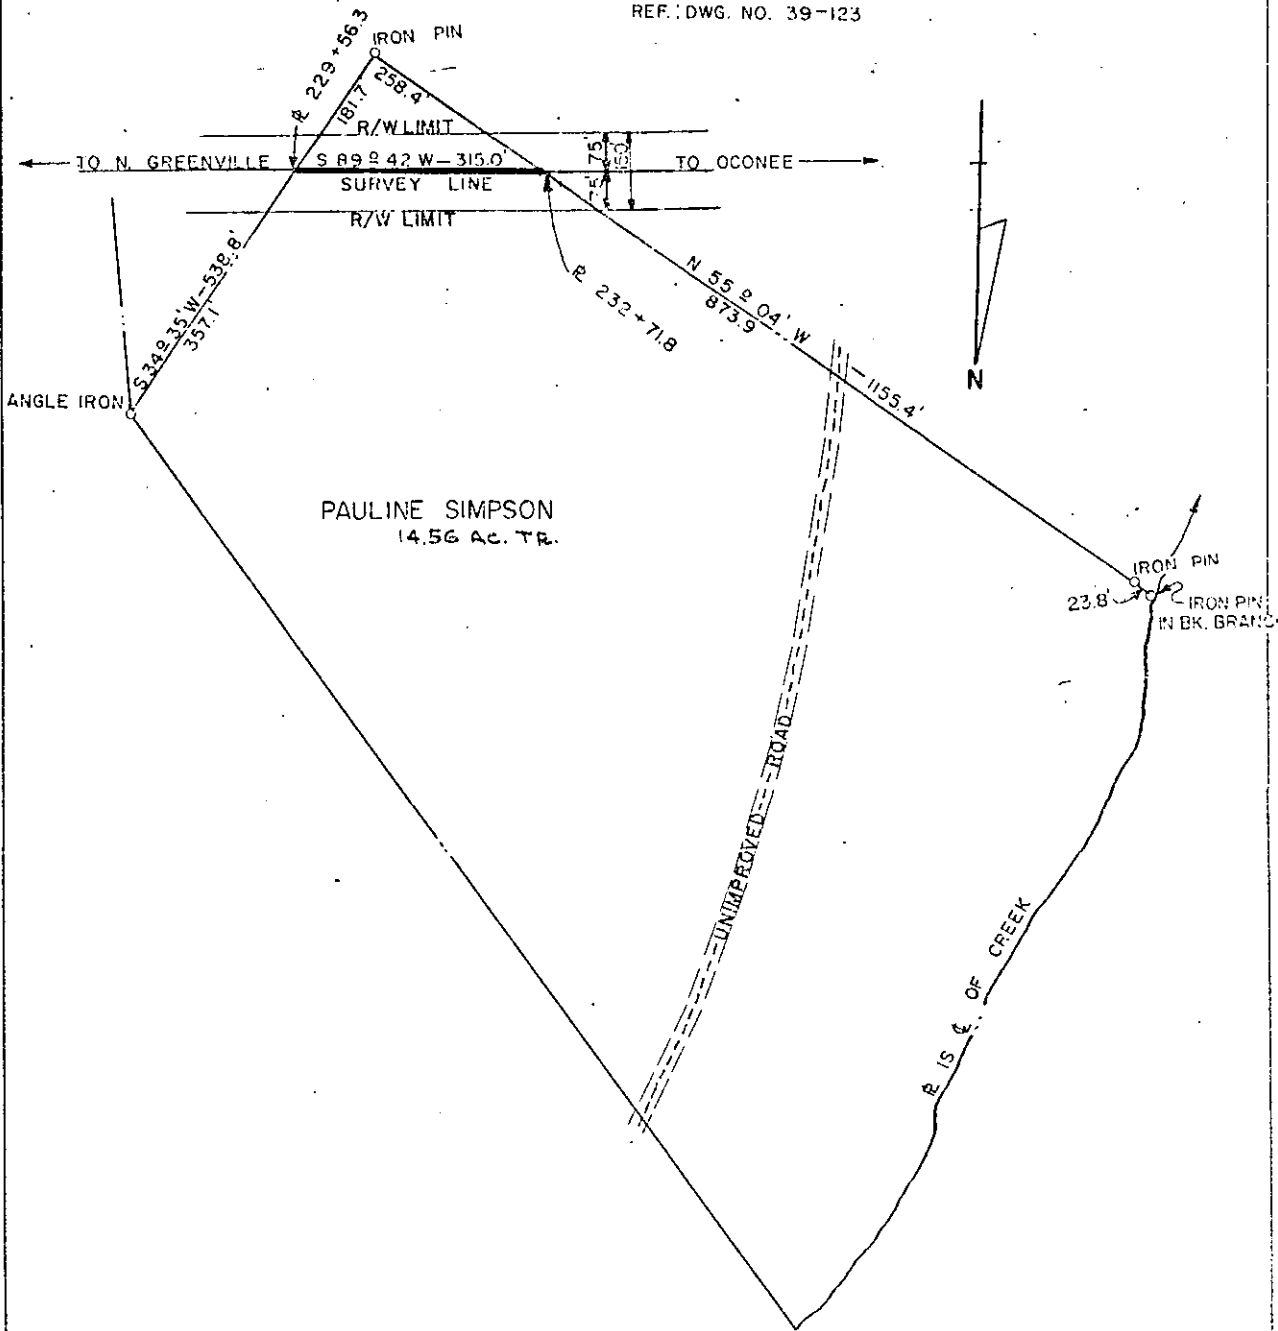 REF.: DWG. NO. 39-123
IRON PIN
℄ 229+56.3
181.7'
258.4'
R/W LIMIT
TO N. GREENVILLE
S 89º 42 W-315.0'
TO OCONEE
SURVEY LINE
R/W LIMIT
75'
75'
150'
S 34º 35' W-538.8'
357.1'
℄ 232+71.8
N 55º 04' W
-1155.4'
873.9
N
ANGLE IRON
PAULINE SIMPSON
14.56 AC. TR.
IRON PIN
23.8'
IRON PIN
IN BK. BRANC
UNIMPROVED ROAD
IS ℄ OF CREEK